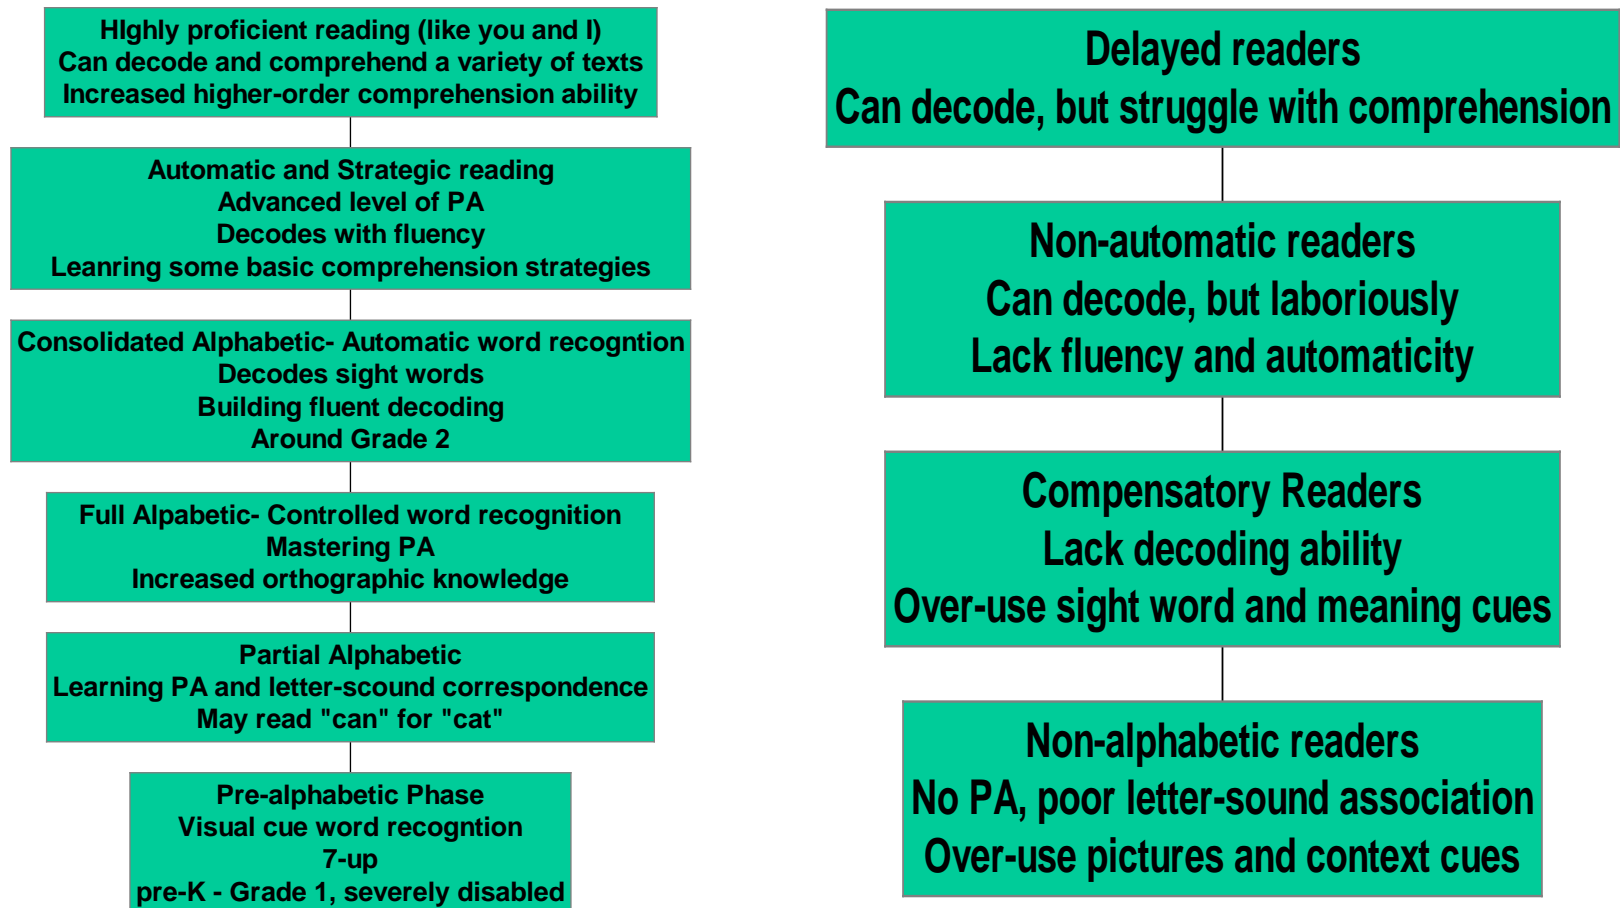 HIghly proficient reading (like you and I)
Can decode and comprehend a variety of texts
Increased higher-order comprehension ability
Automatic and Strategic reading
Advanced level of PA
Decodes with fluency
Leanring some basic comprehension strategies
Consolidated Alphabetic- Automatic word recogntion
Decodes sight words
Building fluent decoding
Around Grade 2
Full Alpabetic- Controlled word recognition
Mastering PA
Increased orthographic knowledge
Partial Alphabetic
Learning PA and letter-scound correspondence
May read "can" for "cat"
Pre-alphabetic Phase
Visual cue word recogntion
7-up
pre-K - Grade 1, severely disabled
Delayed readers
Can decode, but struggle with comprehension
Non-automatic readers
Can decode, but laboriously
Lack fluency and automaticity
Compensatory Readers
Lack decoding ability
Over-use sight word and meaning cues
Non-alphabetic readers
No PA, poor letter-sound association
Over-use pictures and context cues